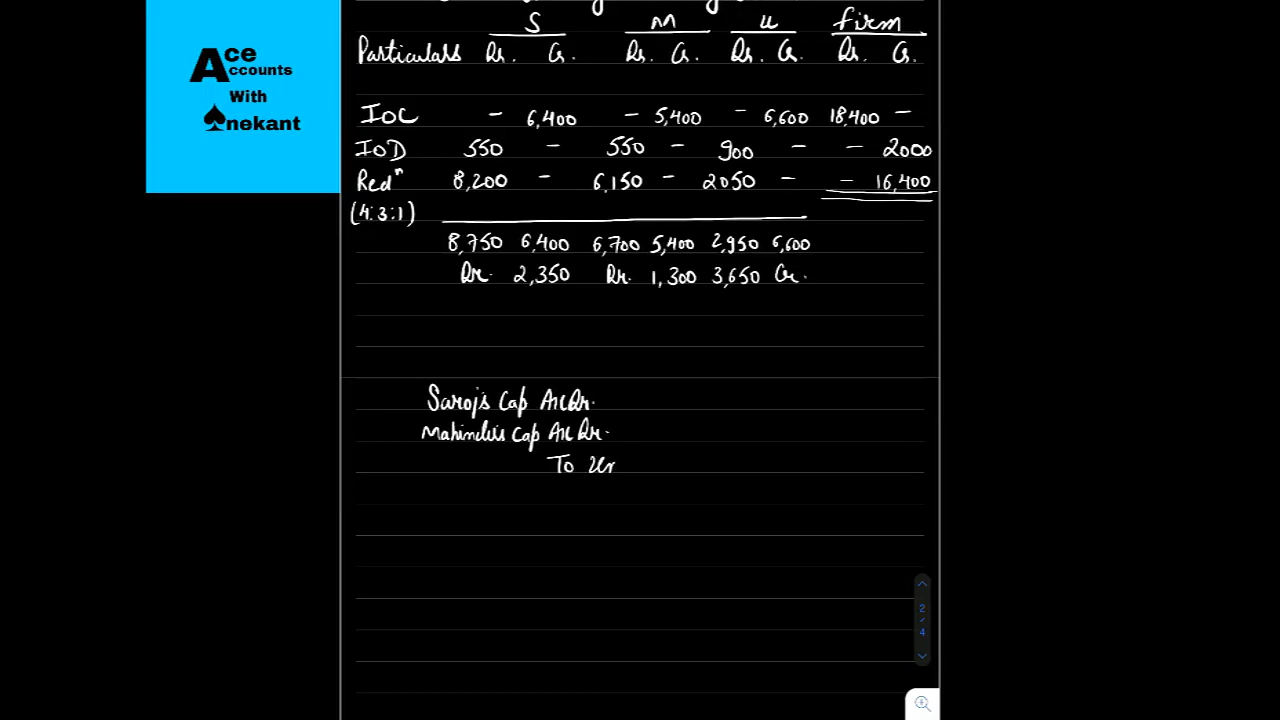 Ace
Accounts
With
♠nekant
S M U firm
Particulars Dr. Cr. Dr. Cr. Dr. Cr. Dr. Cr.
IOC - 6,400 - 5,400 - 6,600 18,400 -
IOD 550 - 550 - 900 - - 2000
Redⁿ 8,200 - 6,150 - 2050 - - 16,400
(4:3:1)
8,750 6,400 6,700 5,400 2,950 6,600
Dr. 2,350 Dr. 1,300 3,650 Cr.
Saroj's Cap A/c Dr.
Mahinder's Cap A/c Dr.
To Um
2
/
4